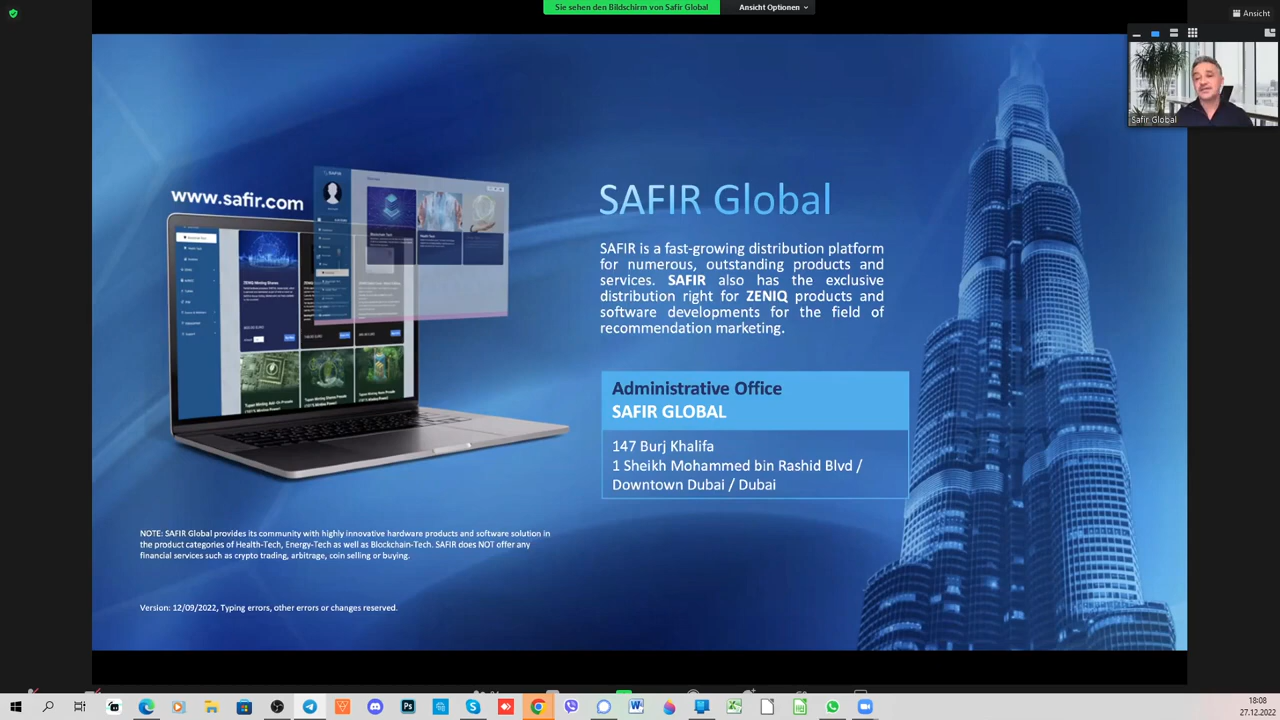 Sie sehen den Bildschirm von Safir Global
Ansicht Optionen
Ansicht
Safir Global
www.safir.com
SAFIR
SAFIR Global
SAFIR is a fast-growing distribution platform
for numerous, outstanding products and
services. SAFIR also has the exclusive
distribution right for ZENIQ products and
software developments for the field of
recommendation marketing.
Administrative Office
SAFIR GLOBAL
147 Burj Khalifa
1 Sheikh Mohammed bin Rashid Blvd /
Downtown Dubai / Dubai
NOTE: SAFIR Global provides its community with highly innovative hardware products and software solution in
the product categories of Health-Tech, Energy-Tech as well as Blockchain-Tech. SAFIR does NOT offer any
financial services such as crypto trading, arbitrage, coin selling or buying.
Version: 12/09/2022, Typing errors, other errors or changes reserved.
18:08
27.12.2022